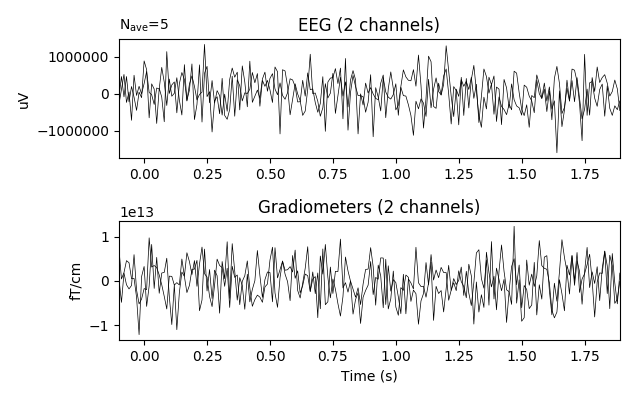 N_ave=5
EEG (2 channels)
1000000
0
−1000000
uV
0.00 0.25 0.50 0.75 1.00 1.25 1.50 1.75
1e13
Gradiometers (2 channels)
1
0
−1
fT/cm
0.00 0.25 0.50 0.75 1.00 1.25 1.50 1.75
Time (s)